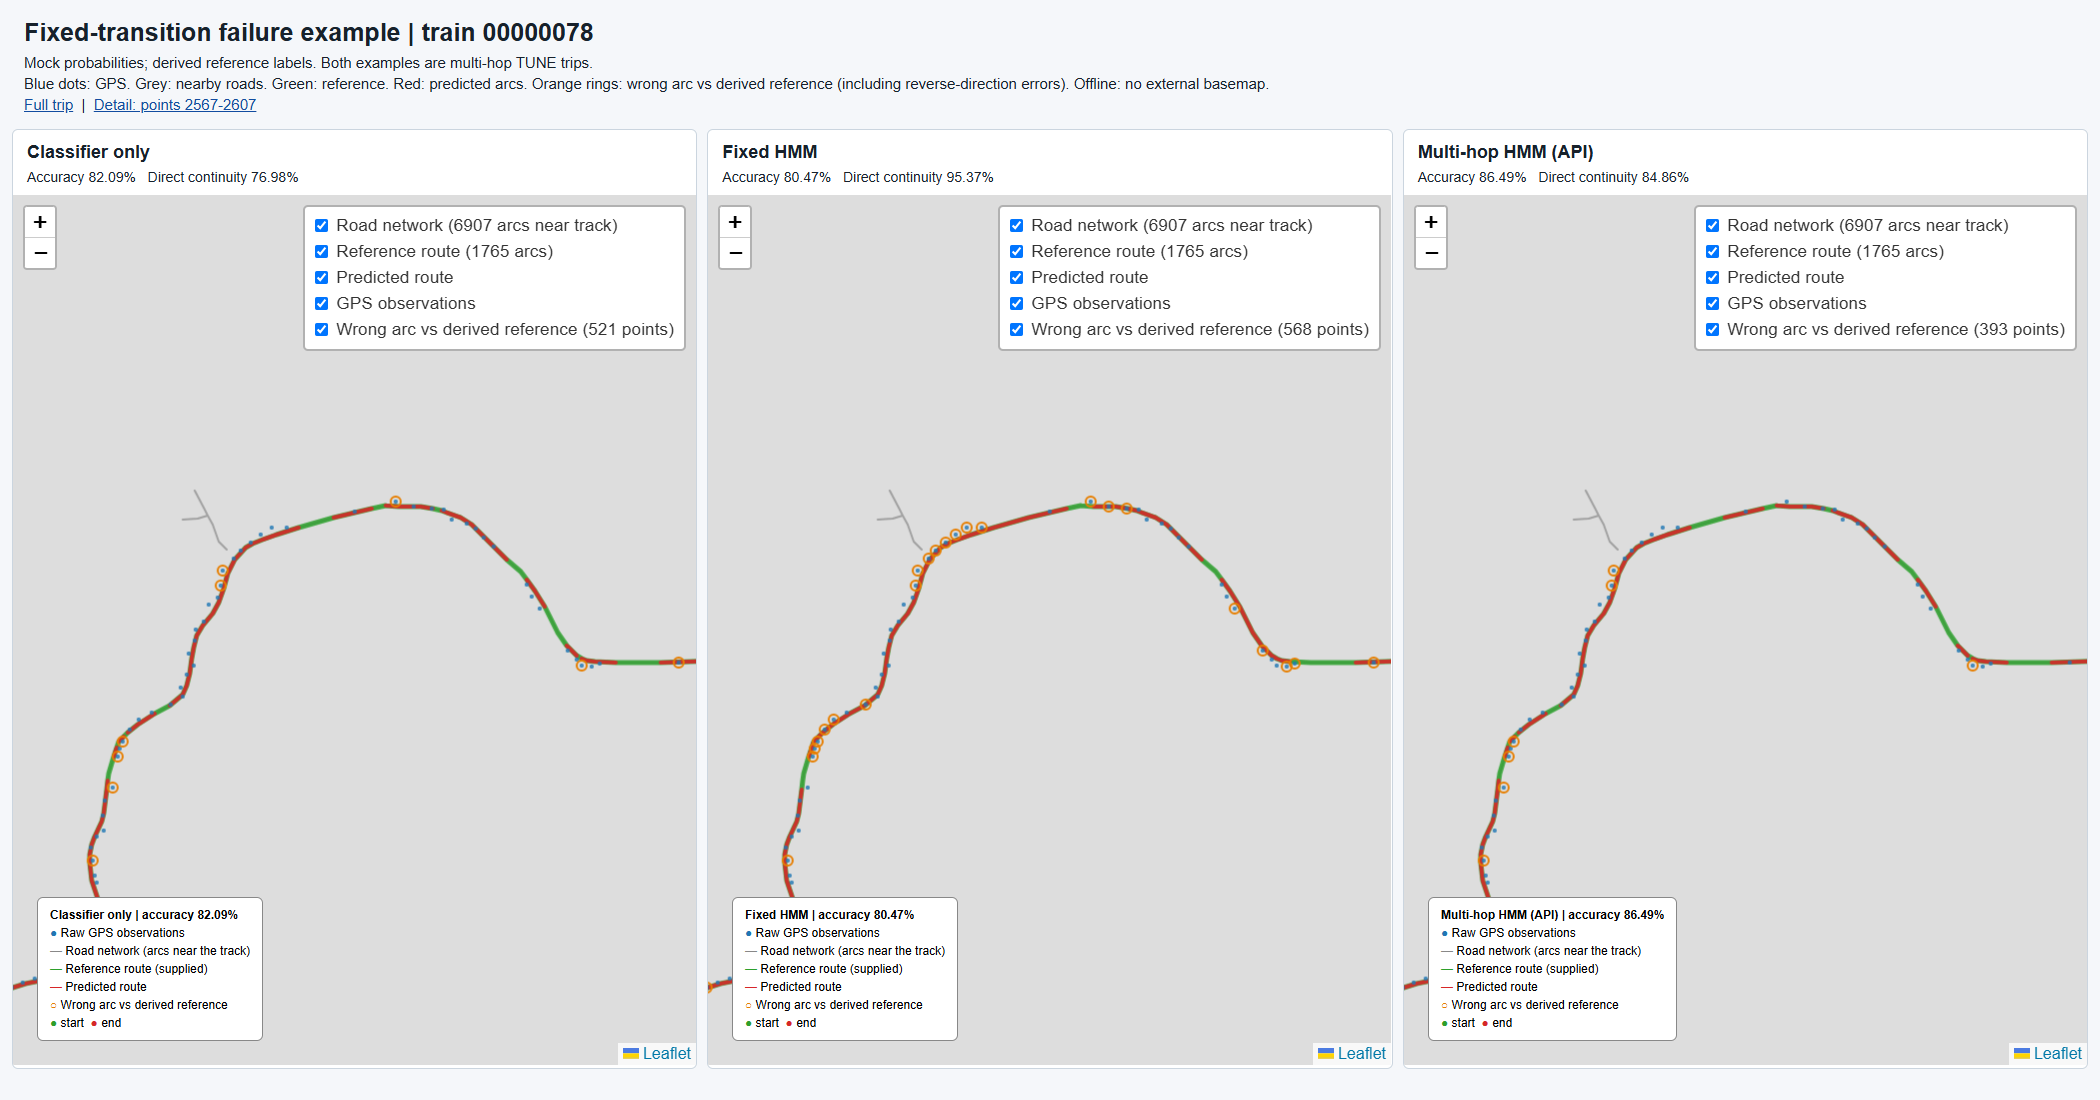 Fixed-transition failure example | train 00000078
Mock probabilities; derived reference labels. Both examples are multi-hop TUNE trips.
Blue dots: GPS. Grey: nearby roads. Green: reference. Red: predicted arcs. Orange rings: wrong arc vs derived reference (including reverse-direction errors). Offline: no external basemap.
Full trip | Detail: points 2567-2607
Classifier only
Accuracy 82.09% Direct continuity 76.98%
+
−
Road network (6907 arcs near track)
Reference route (1765 arcs)
Predicted route
GPS observations
Wrong arc vs derived reference (521 points)
Classifier only | accuracy 82.09%
● Raw GPS observations
— Road network (arcs near the track)
— Reference route (supplied)
— Predicted route
○ Wrong arc vs derived reference
● start ● end
Leaflet
Fixed HMM
Accuracy 80.47% Direct continuity 95.37%
+
−
Road network (6907 arcs near track)
Reference route (1765 arcs)
Predicted route
GPS observations
Wrong arc vs derived reference (568 points)
Fixed HMM | accuracy 80.47%
● Raw GPS observations
— Road network (arcs near the track)
— Reference route (supplied)
— Predicted route
○ Wrong arc vs derived reference
● start ● end
Leaflet
Multi-hop HMM (API)
Accuracy 86.49% Direct continuity 84.86%
+
−
Road network (6907 arcs near track)
Reference route (1765 arcs)
Predicted route
GPS observations
Wrong arc vs derived reference (393 points)
Multi-hop HMM (API) | accuracy 86.49%
● Raw GPS observations
— Road network (arcs near the track)
— Reference route (supplied)
— Predicted route
○ Wrong arc vs derived reference
● start ● end
Leaflet